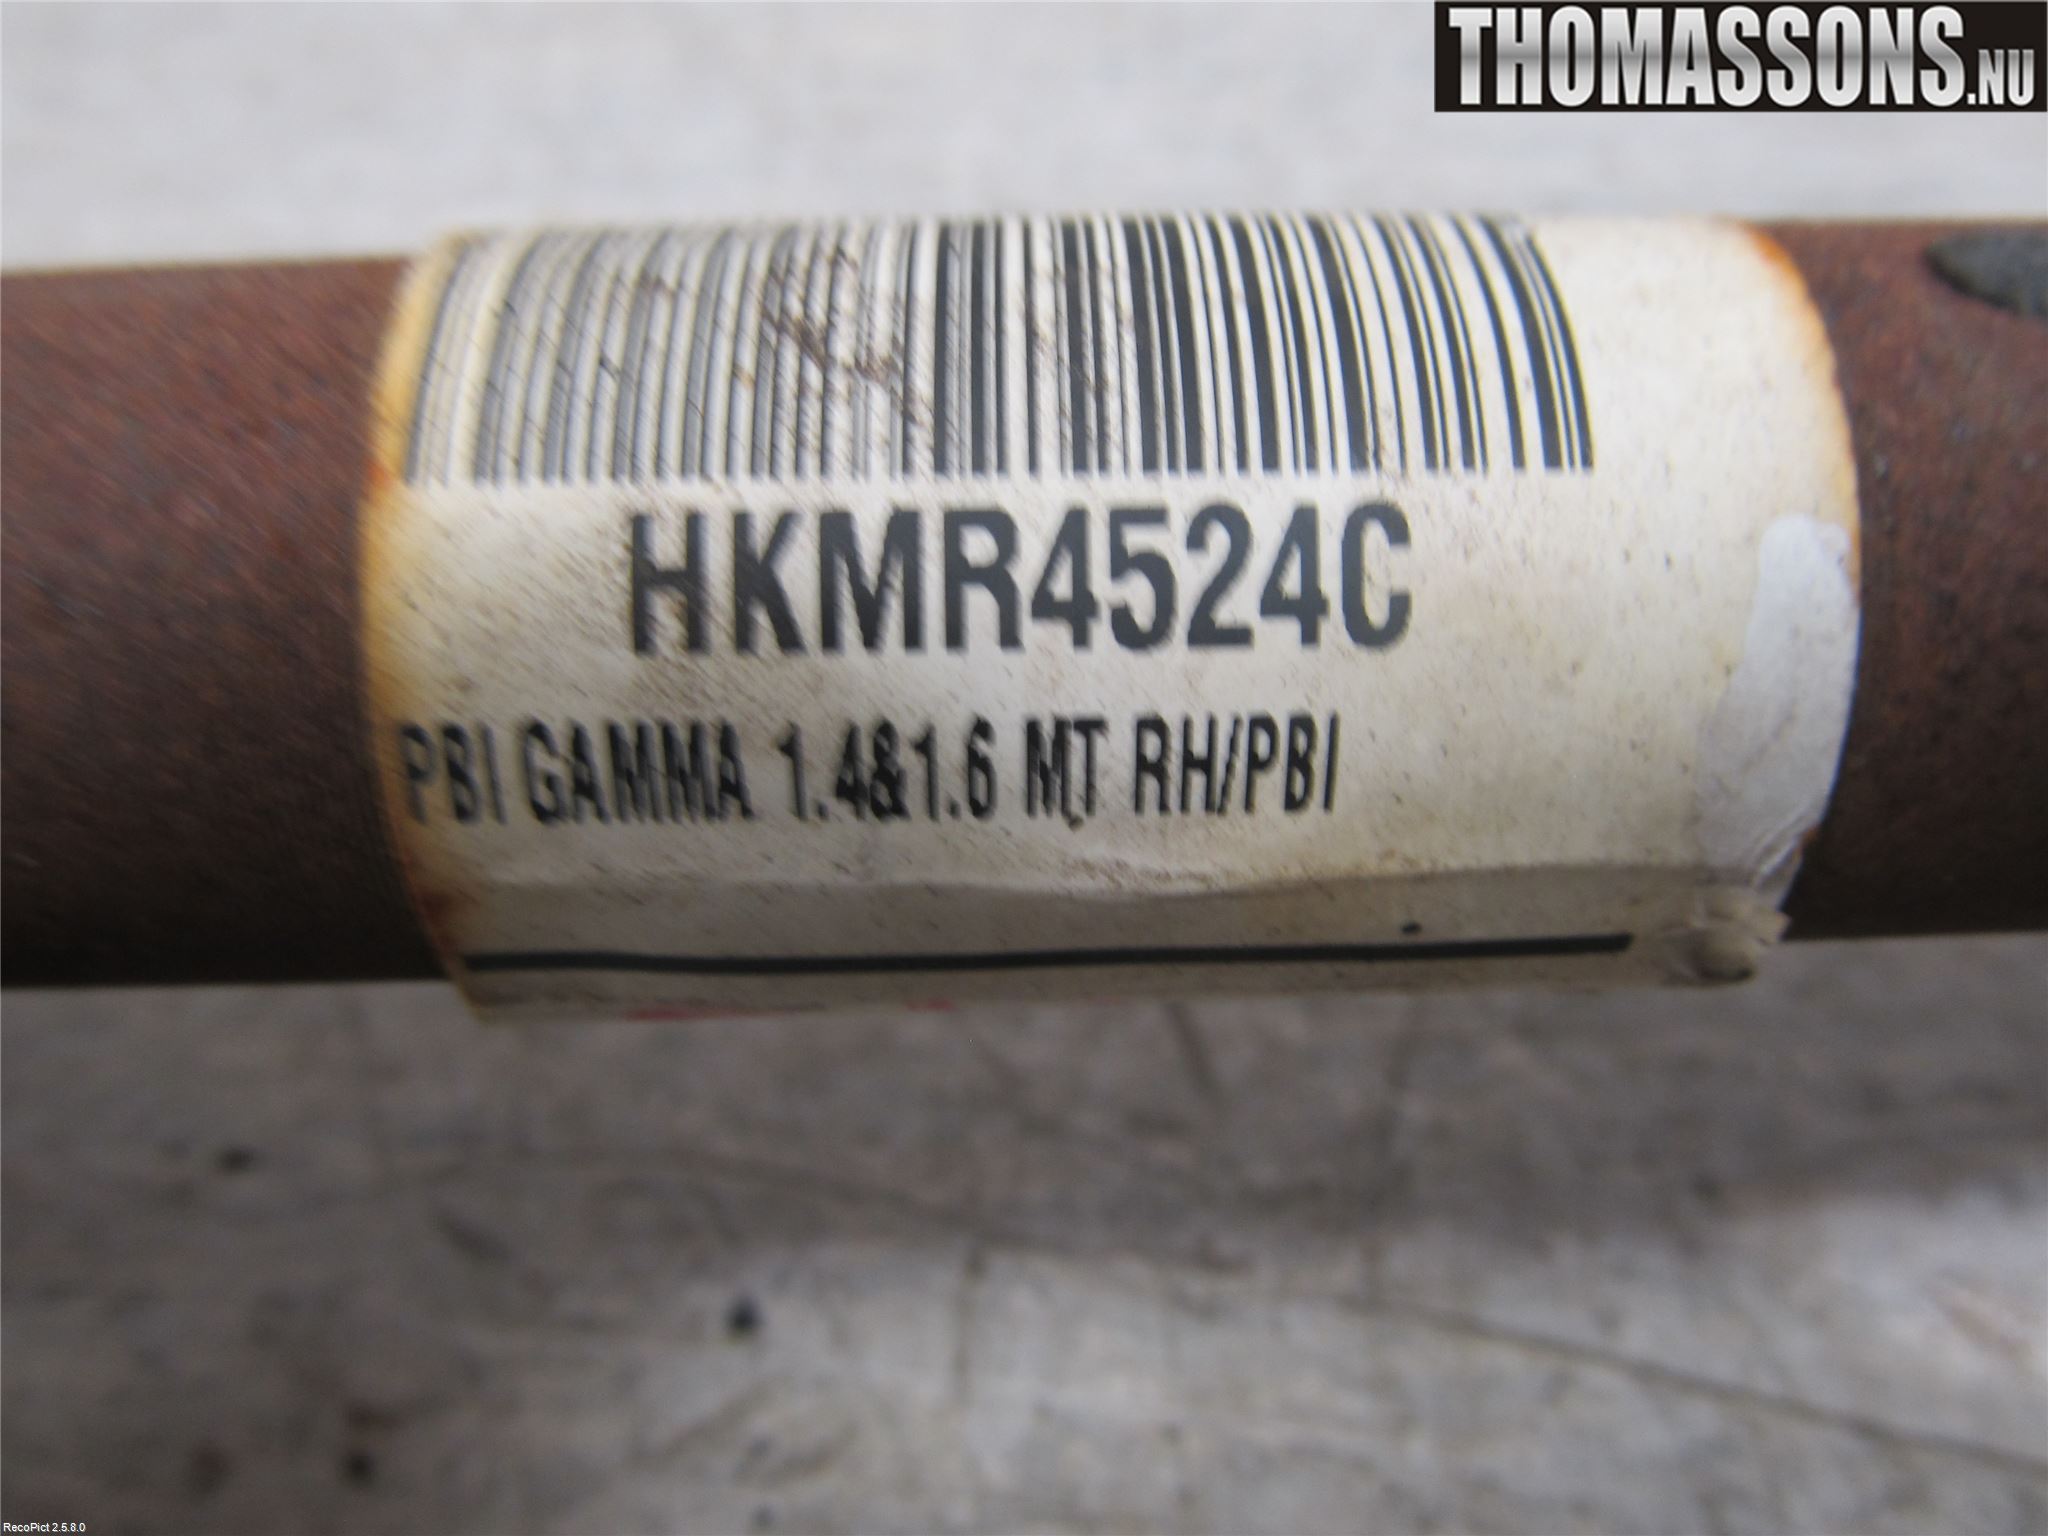 THOMASSONS.NU
HKMR4524C
PBI GAMMA 1.4&1.6 MT RH/PBI
RecoPict 2.5.8.0